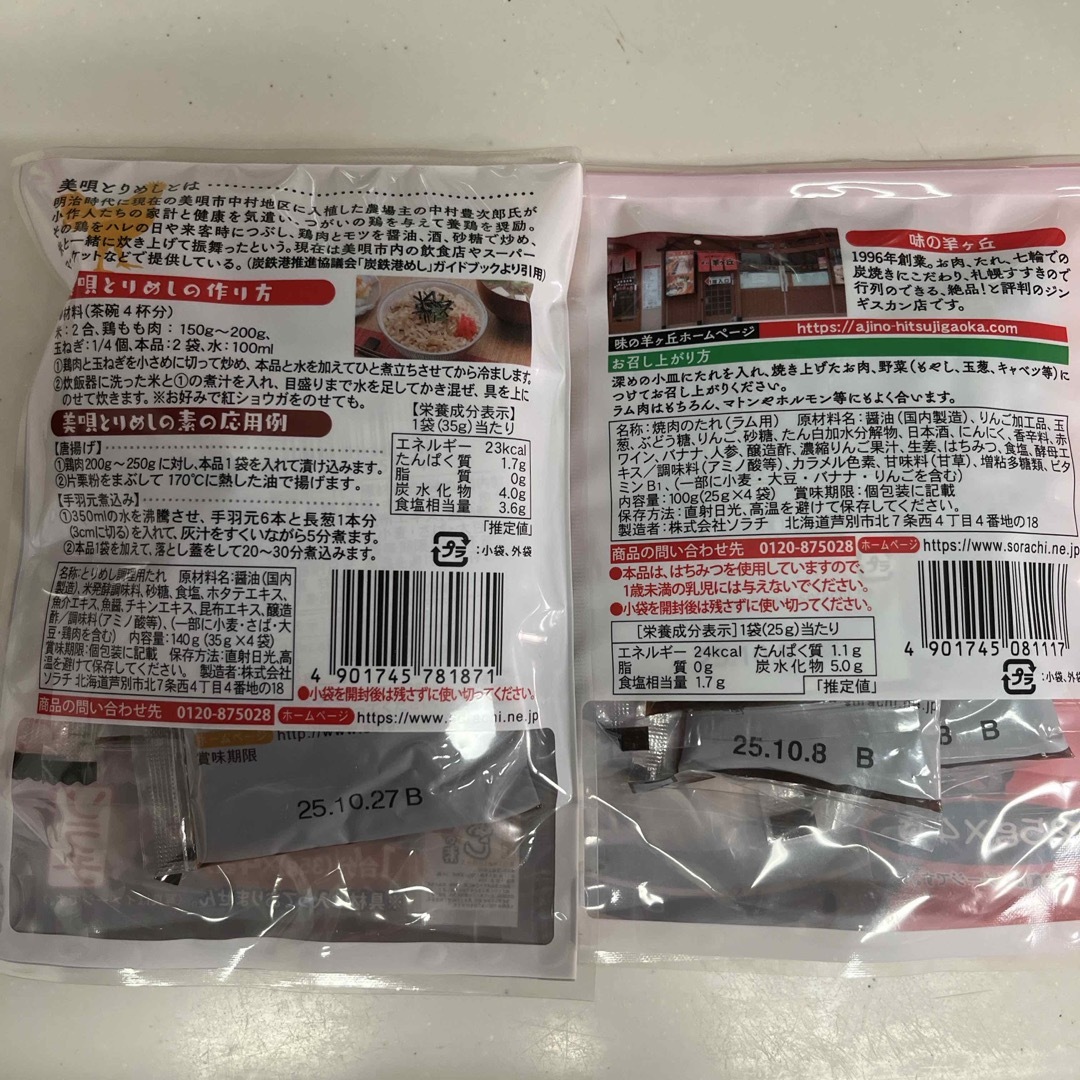 美唄とりめしとは
明治時代に現在の美唄市中村地区に入植した農場主の中村豊次郎氏が
小作人たちの家計と健康を気遣い、つがいの鶏を与えて養鶏を奨励。
その鶏をハレの日や来客時につぶし、鶏肉とモツを醤油、酒、砂糖で炒め、
と一緒に炊き上げて振舞ったという。現在は美唄市内の飲食店やスーパー
ケットなどで提供している。(炭鉄港推進協議会「炭鉄港めし」ガイドブックより引用)
唄とりめしの作り方
材料(茶碗4杯分)
米:2合、鶏もも肉:150g〜200g、
玉ねぎ:1/4個、本品:2袋、水:100ml
①鶏肉と玉ねぎを小さめに切って炒め、本品と水を加えてひと煮立ちさせてから冷まします。
②炊飯器に洗った米と①の煮汁を入れ、目盛りまで水を足してかき混ぜ、具を上に
のせて炊きます。※お好みで紅ショウガをのせても。
美唄とりめしの素の応用例
【唐揚げ】
①鶏肉200g〜250gに対し、本品1袋を入れて漬け込みます。
②片栗粉をまぶして170℃に熱した油で揚げます。
【手羽元煮込み】
①350mlの水を沸騰させ、手羽元6本と長葱1本分
(3cmに切る)を入れて、灰汁をすくいながら5分煮ます。
②本品1袋を加えて、落とし蓋をして20〜30分煮込みます。
【栄養成分表示】
1袋(35g)当たり
エネルギー 23kcal
たんぱく質 1.7g
脂質 0g
炭水化物 4.0g
食塩相当量 3.6g
「推定値」
プラ
:小袋、外袋
名称:とりめし調理用たれ 原材料名:醤油(国内
製造)、米発酵調味料、砂糖、食塩、ホタテエキス、
魚介エキス、魚醤、チキンエキス、昆布エキス、醸造
酢/調味料(アミノ酸等)、(一部に小麦・さば・大
豆・鶏肉を含む) 内容量:140g(35g×4袋)
賞味期限:個包装に記載 保存方法:直射日光、高
温を避けて保存してください。 製造者:株式会社
ソラチ 北海道芦別市北7条西4丁目4番地の18
4 901745 781871
●小袋を開封後は残さずに使い切ってください。
商品の問い合わせ先 0120-875028 ホームページ https://www.sorachi.ne.jp
賞味期限
25.10.27 B
味の羊ヶ丘
1996年創業。お肉、たれ、七輪での
炭焼きにこだわり、札幌すすきので
行列のできる、絶品!と評判のジン
ギスカン店です。
味の羊ヶ丘ホームページ https://ajino-hitsujigaoka.com
お召し上がり方
深めの小皿にたれを入れ、焼き上げたお肉、野菜(もやし、玉葱、キャベツ等)に
つけてお召し上がりください。
ラム肉はもちろん、マトンやホルモン等にもよく合います。
名称:焼肉のたれ(ラム用) 原材料名:醤油(国内製造)、りんご加工品、玉
葱、ぶどう糖、りんご、砂糖、たん白加水分解物、日本酒、にんにく、香辛料、赤
ワイン、バナナ、人参、醸造酢、濃縮りんご果汁、生姜、はちみつ、食塩、酵母エ
キス/調味料(アミノ酸等)、カラメル色素、甘味料(甘草)、増粘多糖類、ビタ
ミンB1、(一部に小麦・大豆・バナナ・りんごを含む)
内容量:100g(25g×4袋) 賞味期限:個包装に記載
保存方法:直射日光、高温を避けて保存してください。
製造者:株式会社ソラチ 北海道芦別市北7条西4丁目4番地の18
商品の問い合わせ先 0120-875028 ホームページ https://www.sorachi.ne.jp
●本品は、はちみつを使用していますので、
1歳未満の乳児には与えないでください。
●小袋を開封後は残さずに使い切ってください。
[栄養成分表示]1袋(25g)当たり
エネルギー 24kcal たんぱく質 1.1g
脂質 0g 炭水化物 5.0g
食塩相当量 1.7g 「推定値」
4 901745 081117
プラ
:小袋、外
25.10.8 B
B